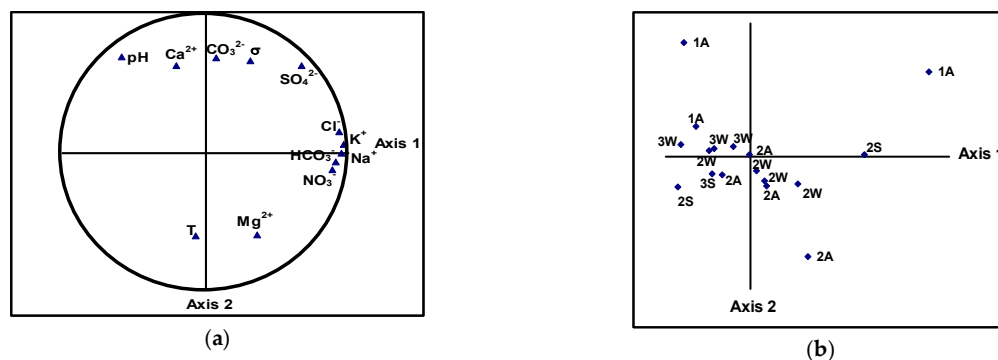 pH
Ca²⁺
CO₃²⁻
σ
SO₄²⁻
Cl⁻
K⁺
Axis 1
HCO₃⁻
Na⁺
NO₃⁻
T
Mg²⁺
Axis 2
(a)
1A
1A
1A
3W
3W
3W
2A
2S
Axis 1
2W
2W
3S
2A
2W
2A
2W
2S
2A
Axis 2
(b)